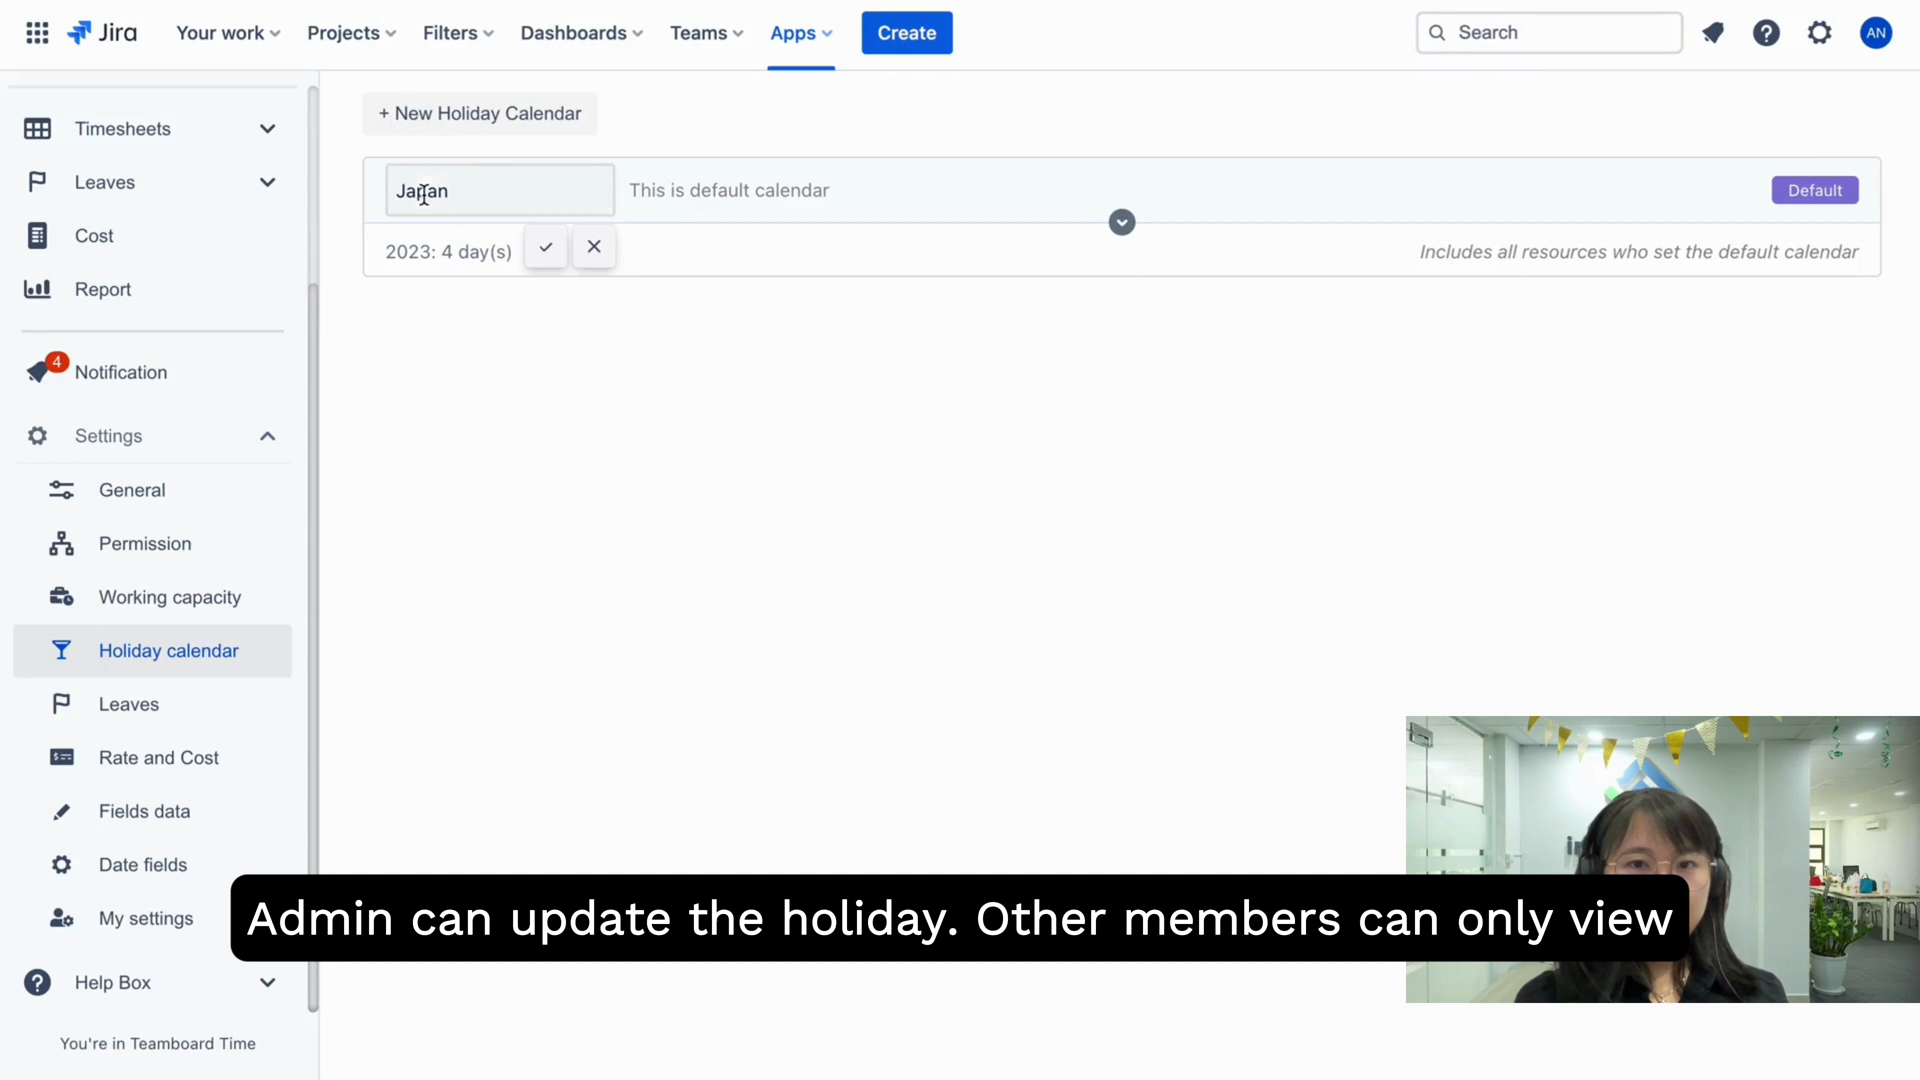 Jira
Your work
Projects
Filters
Dashboards
Teams
Apps
Create
Search
AN
Timesheets
Leaves
Cost
Report
4
Notification
Settings
General
Permission
Working capacity
Holiday calendar
Leaves
Rate and Cost
Fields data
Date fields
My settings
Help Box
You're in Teamboard Time
+ New Holiday Calendar
Japan
This is default calendar
Default
2023: 4 day(s)
Includes all resources who set the default calendar
Admin can update the holiday. Other members can only view